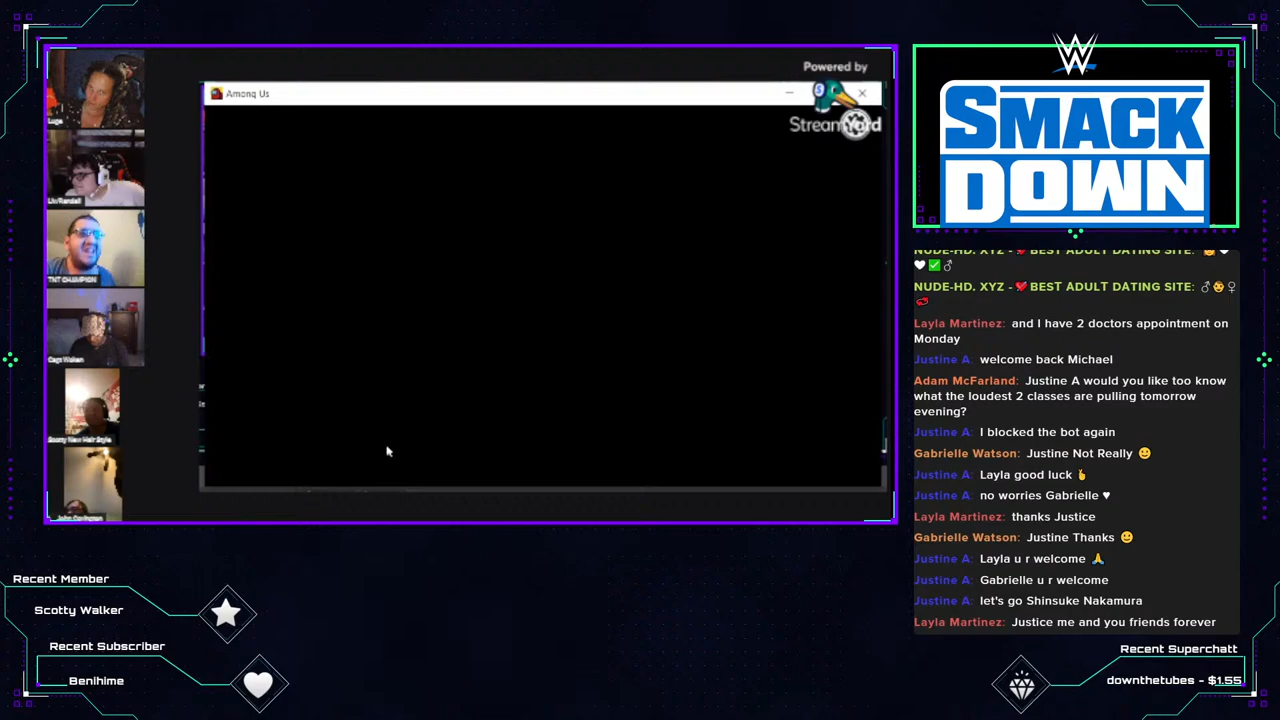 Powered by
StreamYard
Among Us
Luge
TNT CHAMPION
W
SMACK
DOWN
NUDE-HD. XYZ - ❤️ BEST ADULT DATING SITE:
🤍 ✅ ♂
NUDE-HD. XYZ - ❤️ BEST ADULT DATING SITE: ♂ 👩 ♀
💋
Layla Martinez: and I have 2 doctors appointment on
Monday
Justine A: welcome back Michael
Adam McFarland: Justine A would you like too know
what the loudest 2 classes are pulling tomorrow
evening?
Justine A: I blocked the bot again
Gabrielle Watson: Justine Not Really 😀
Justine A: Layla good luck 🤞
Justine A: no worries Gabrielle ♥
Layla Martinez: thanks Justice
Gabrielle Watson: Justine Thanks 😀
Justine A: Layla u r welcome 🙏
Justine A: Gabrielle u r welcome
Justine A: let's go Shinsuke Nakamura
Layla Martinez: Justice me and you friends forever
Recent Member
Scotty Walker
Recent Subscriber
Benihime
Recent Superchatt
downthetubes - $1.55